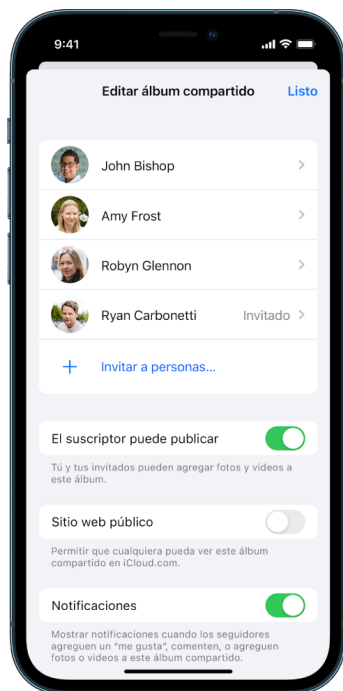 9:41
Editar álbum compartido Listo
John Bishop
Amy Frost
Robyn Glennon
Ryan Carbonetti Invitado
Invitar a personas...
El suscriptor puede publicar
Tú y tus invitados pueden agregar fotos y videos a
este álbum.
Sitio web público
Permitir que cualquiera pueda ver este álbum
compartido en iCloud.com.
Notificaciones
Mostrar notificaciones cuando los seguidores
agreguen un "me gusta", comenten, o agreguen
fotos o videos a este álbum compartido.